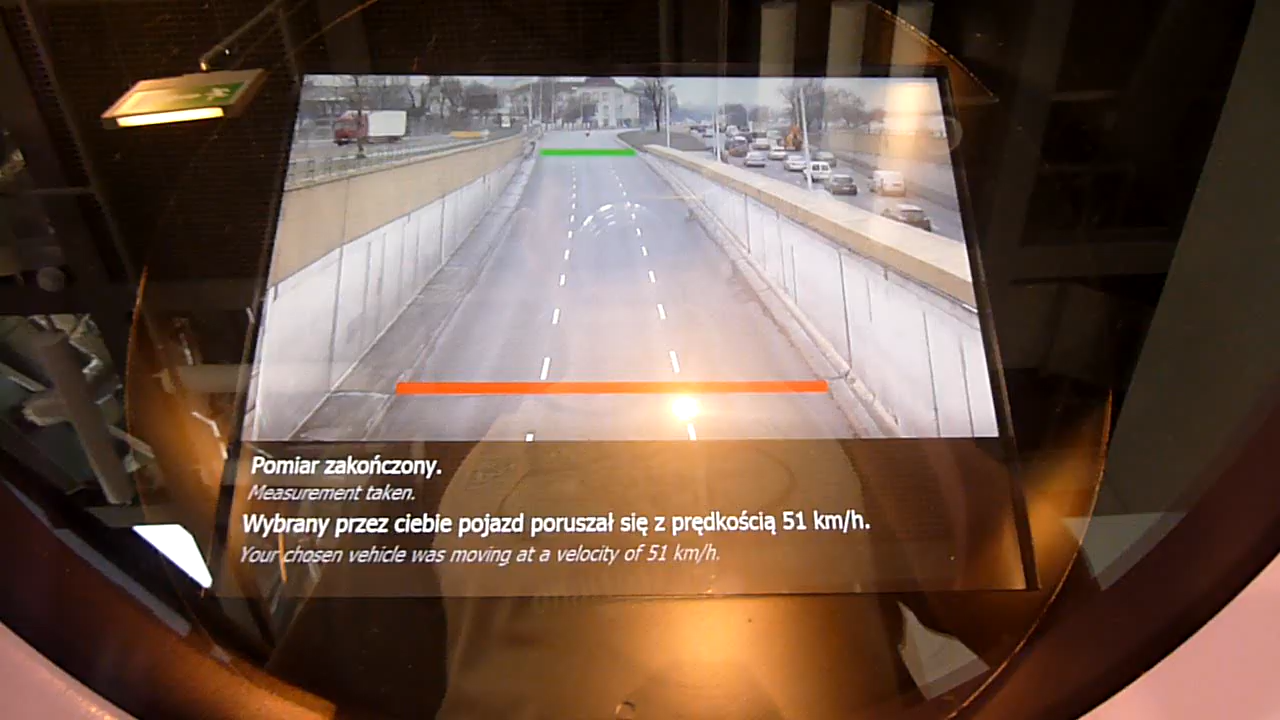 Pomiar zakończony.
Measurement taken.
Wybrany przez ciebie pojazd poruszał się z prędkością 51 km/h.
Your chosen vehicle was moving at a velocity of 51 km/h.